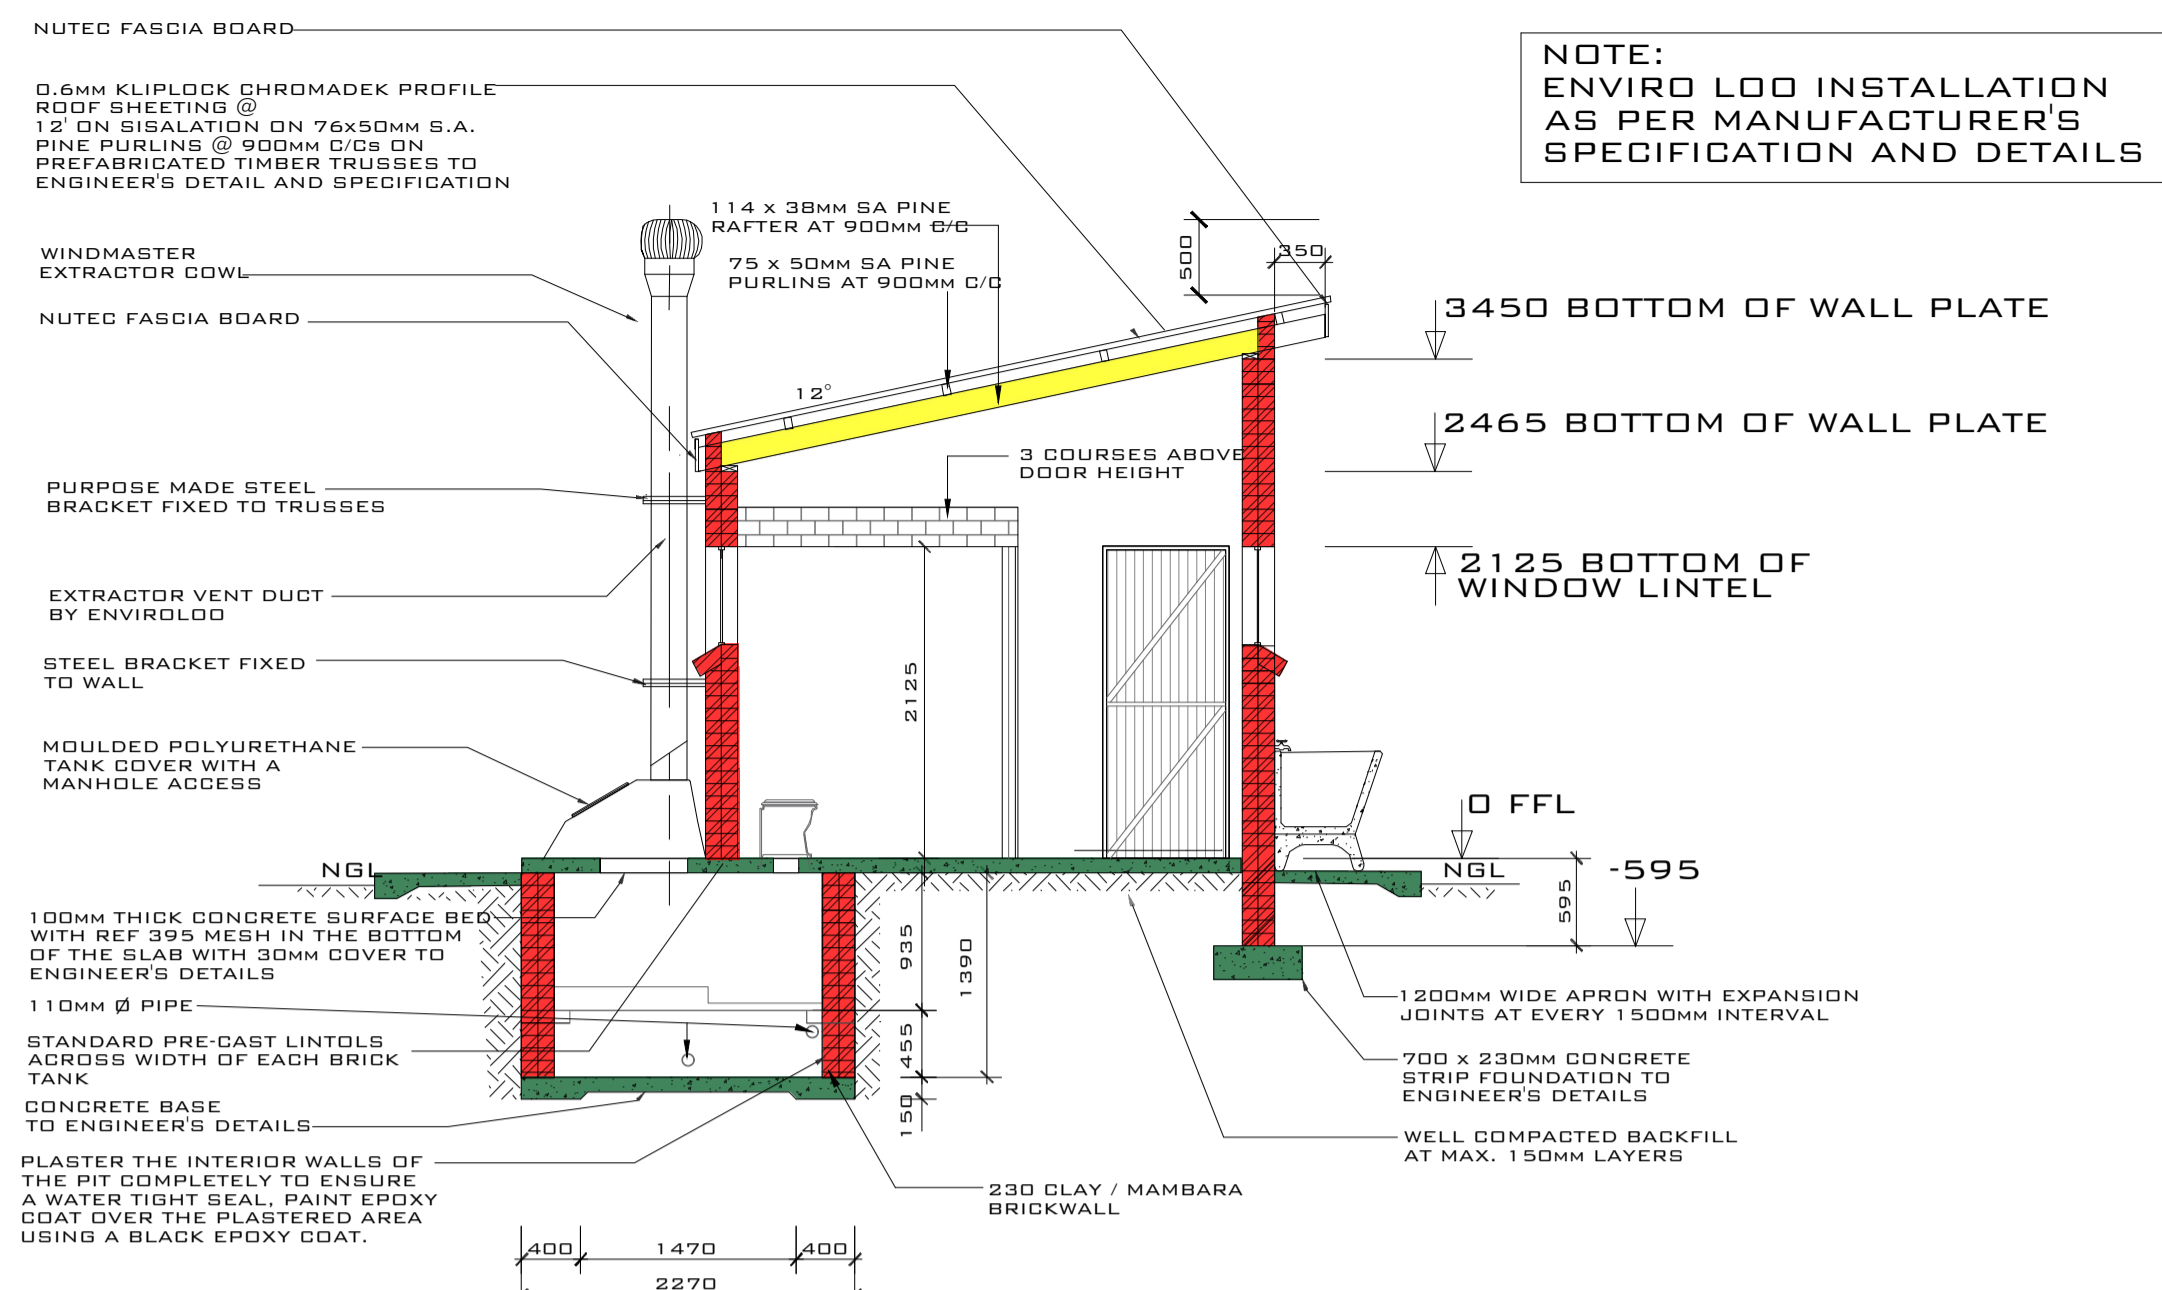 NUTEC FASCIA BOARD
0.6MM KLIPLOCK CHROMADEK PROFILE
ROOF SHEETING @
12' ON SISALATION ON 76x50MM S.A.
PINE PURLINS @ 900MM C/Cs ON
PREFABRICATED TIMBER TRUSSES TO
ENGINEER'S DETAIL AND SPECIFICATION
NOTE:
ENVIRO LOO INSTALLATION
AS PER MANUFACTURER'S
SPECIFICATION AND DETAILS
114 x 38MM SA PINE
RAFTER AT 900MM C/C
75 x 50MM SA PINE
PURLINS AT 900MM C/C
WINDMASTER
EXTRACTOR COWL
NUTEC FASCIA BOARD
500
350
12°
3450 BOTTOM OF WALL PLATE
2465 BOTTOM OF WALL PLATE
2125 BOTTOM OF
WINDOW LINTEL
3 COURSES ABOVE
DOOR HEIGHT
PURPOSE MADE STEEL
BRACKET FIXED TO TRUSSES
EXTRACTOR VENT DUCT
BY ENVIROLOO
STEEL BRACKET FIXED
TO WALL
2125
MOULDED POLYURETHANE
TANK COVER WITH A
MANHOLE ACCESS
0 FFL
NGL
NGL
-595
595
100MM THICK CONCRETE SURFACE BED
WITH REF 395 MESH IN THE BOTTOM
OF THE SLAB WITH 30MM COVER TO
ENGINEER'S DETAILS
110MM Ø PIPE
STANDARD PRE-CAST LINTOLS
ACROSS WIDTH OF EACH BRICK
TANK
CONCRETE BASE
TO ENGINEER'S DETAILS
PLASTER THE INTERIOR WALLS OF
THE PIT COMPLETELY TO ENSURE
A WATER TIGHT SEAL, PAINT EPOXY
COAT OVER THE PLASTERED AREA
USING A BLACK EPOXY COAT.
935
1390
455
150
1200MM WIDE APRON WITH EXPANSION
JOINTS AT EVERY 1500MM INTERVAL
700 x 230MM CONCRETE
STRIP FOUNDATION TO
ENGINEER'S DETAILS
WELL COMPACTED BACKFILL
AT MAX. 150MM LAYERS
230 CLAY / MAMBARA
BRICKWALL
400
1470
400
2270